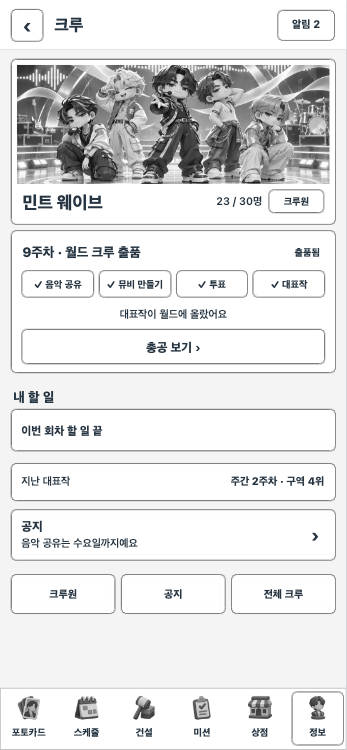 ‹ 크루
알림 2
민트 웨이브
23 / 30명
크루원
9주차 · 월드 크루 출품
출품됨
✓ 음악 공유
✓ 뮤비 만들기
✓ 투표
✓ 대표작
대표작이 월드에 올랐어요
총공 보기 ›
내 할 일
이번 회차 할 일 끝
지난 대표작
주간 2주차 · 구역 4위
공지
음악 공유는 수요일까지예요
›
크루원
공지
전체 크루
포토카드
스케줄
건설
미션
상점
정보